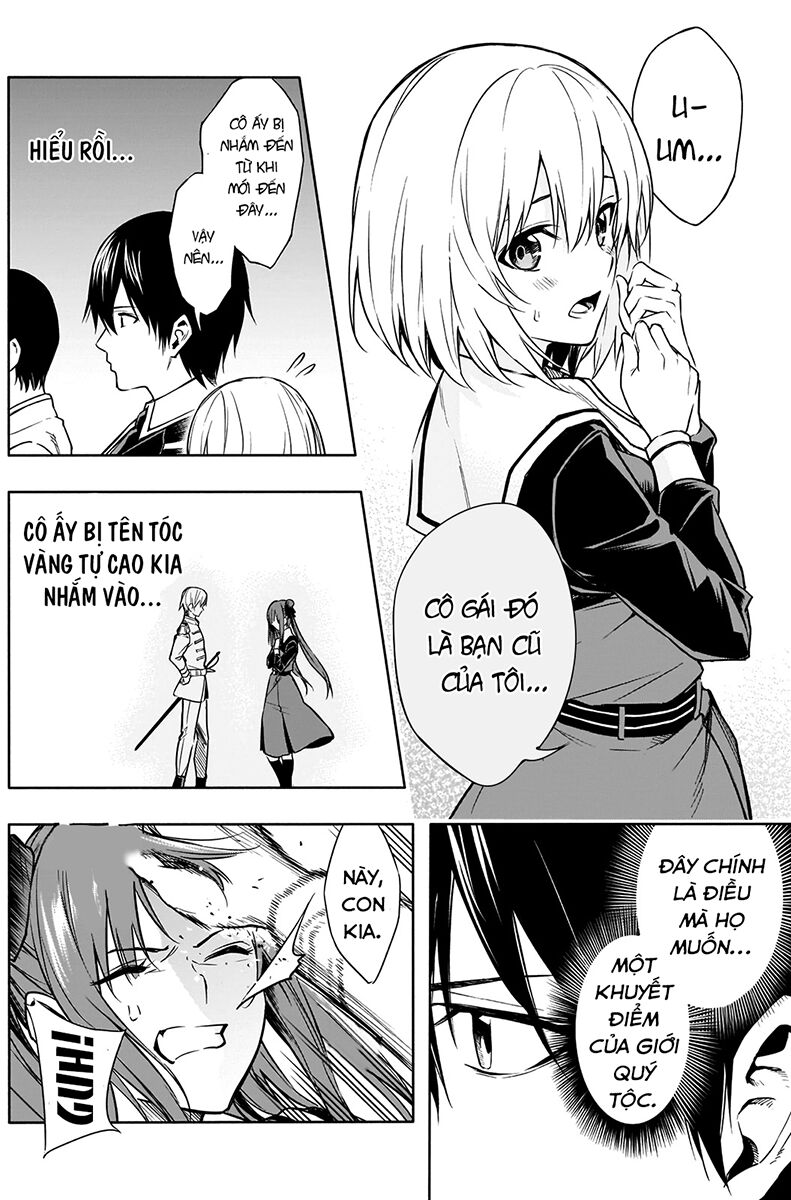 U-
UM...
CÔ GÁI ĐÓ
LÀ BẠN CŨ
CỦA TÔI...
CÔ ẤY BỊ
NHẮM ĐẾN
TỪ KHI
MỚI ĐẾN
ĐÂY...
VẬY
NÊN...
HIỂU RỒI...
CÔ ẤY BỊ TÊN TÓC
VÀNG TỰ CAO KIA
NHẮM VÀO...
ĐÂY CHÍNH
LÀ ĐIỀU
MÀ HỌ
MUỐN...
MỘT
KHUYẾT
ĐIỂM
CỦA GIỚI
QUÝ
TỘC.
NÀY,
CON
KIA.
GUH!